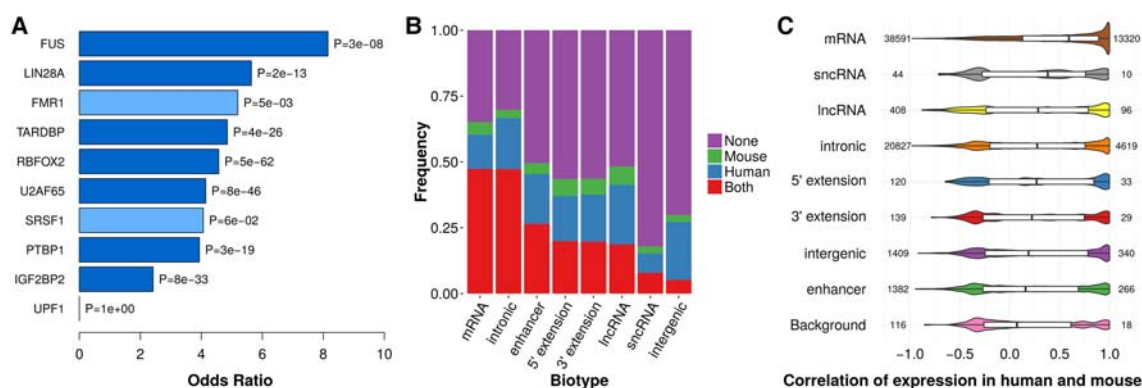 A
FUS
P=3e-08
LIN28A
P=2e-13
FMR1
P=5e-03
TARDBP
P=4e-26
RBFOX2
P=5e-62
U2AF65
P=8e-46
SRSF1
P=6e-02
PTBP1
P=3e-19
IGF2BP2
P=8e-33
UPF1
P=1e+00
0 2 4 6 8 10
Odds Ratio
B
Frequency
1.00
0.75
0.50
0.25
0.00
mRNA
intronic
enhancer
5' extension
3' extension
lncRNA
sncRNA
intergenic
Biotype
None
Mouse
Human
Both
C
mRNA 38591 13320
sncRNA 44 10
lncRNA 408 96
intronic 20827 4619
5' extension 120 33
3' extension 139 29
intergenic 1409 340
enhancer 1382 266
Background 116 18
-1.0 -0.5 0.0 0.5 1.0
Correlation of expression in human and mouse